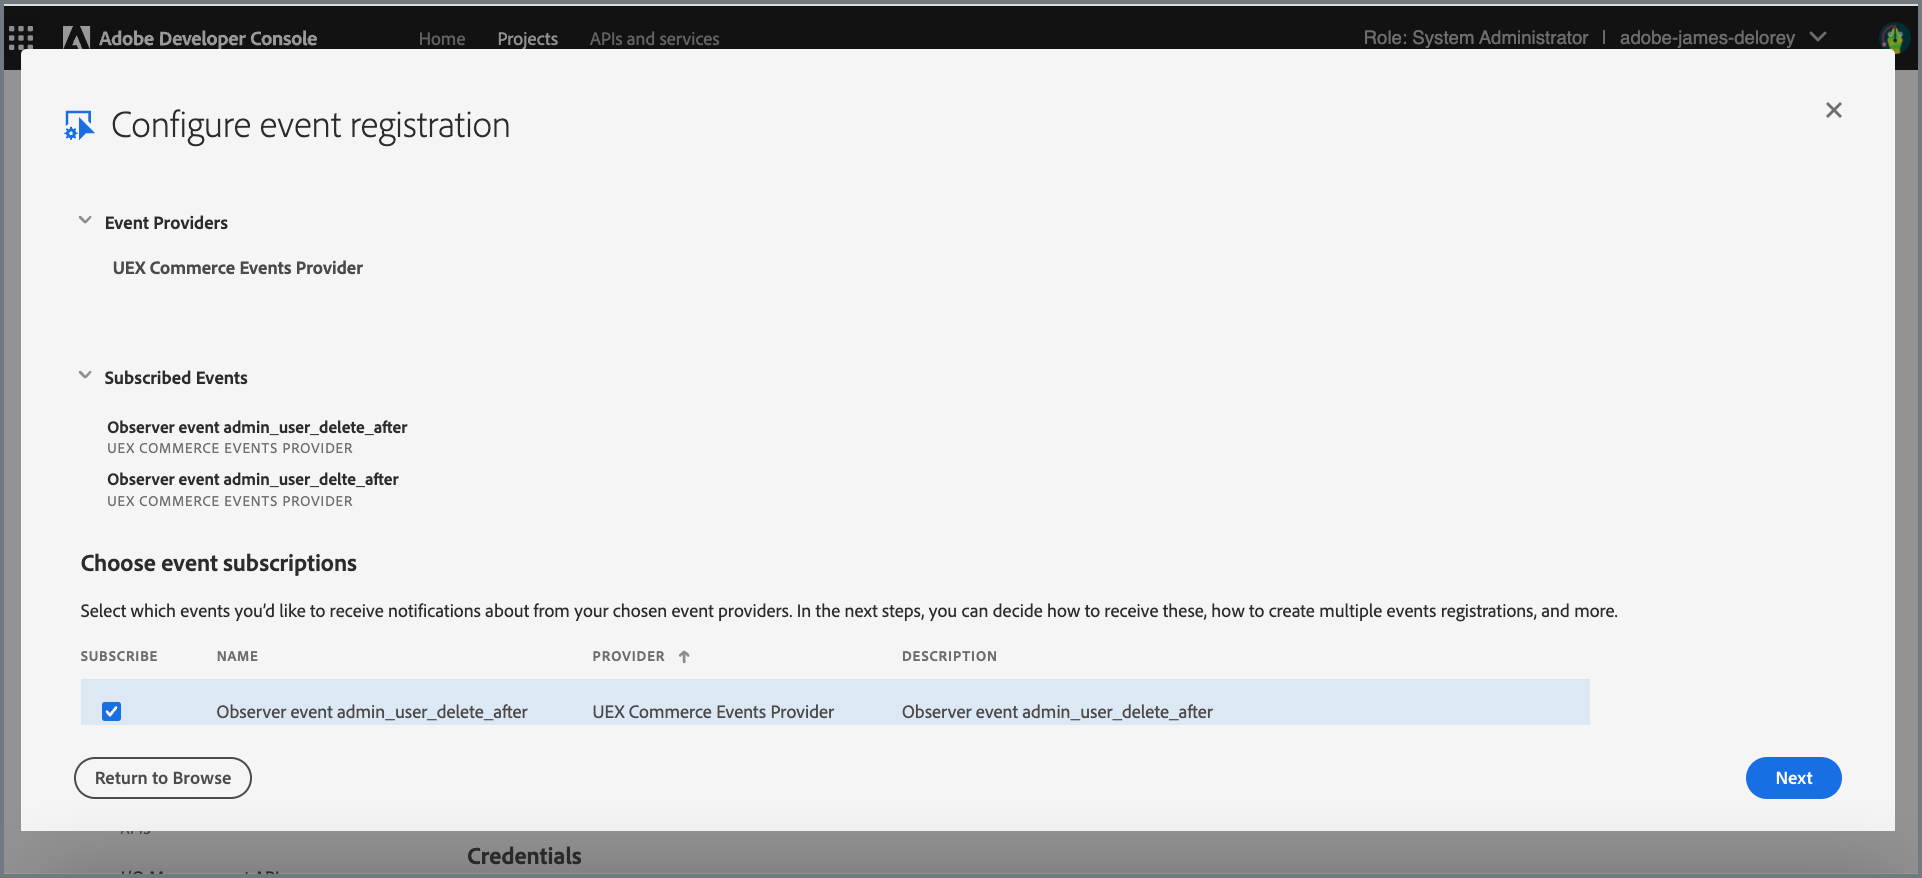 Adobe Developer Console Home Projects APIs and services Role: System Administrator | adobe-james-delorey
Configure event registration
Event Providers
UEX Commerce Events Provider
Subscribed Events
Observer event admin_user_delete_after
UEX COMMERCE EVENTS PROVIDER
Observer event admin_user_delte_after
UEX COMMERCE EVENTS PROVIDER
Choose event subscriptions
Select which events you’d like to receive notifications about from your chosen event providers. In the next steps, you can decide how to receive these, how to create multiple events registrations, and more.
SUBSCRIBE NAME PROVIDER DESCRIPTION
Observer event admin_user_delete_after UEX Commerce Events Provider Observer event admin_user_delete_after
Return to Browse Next
Credentials